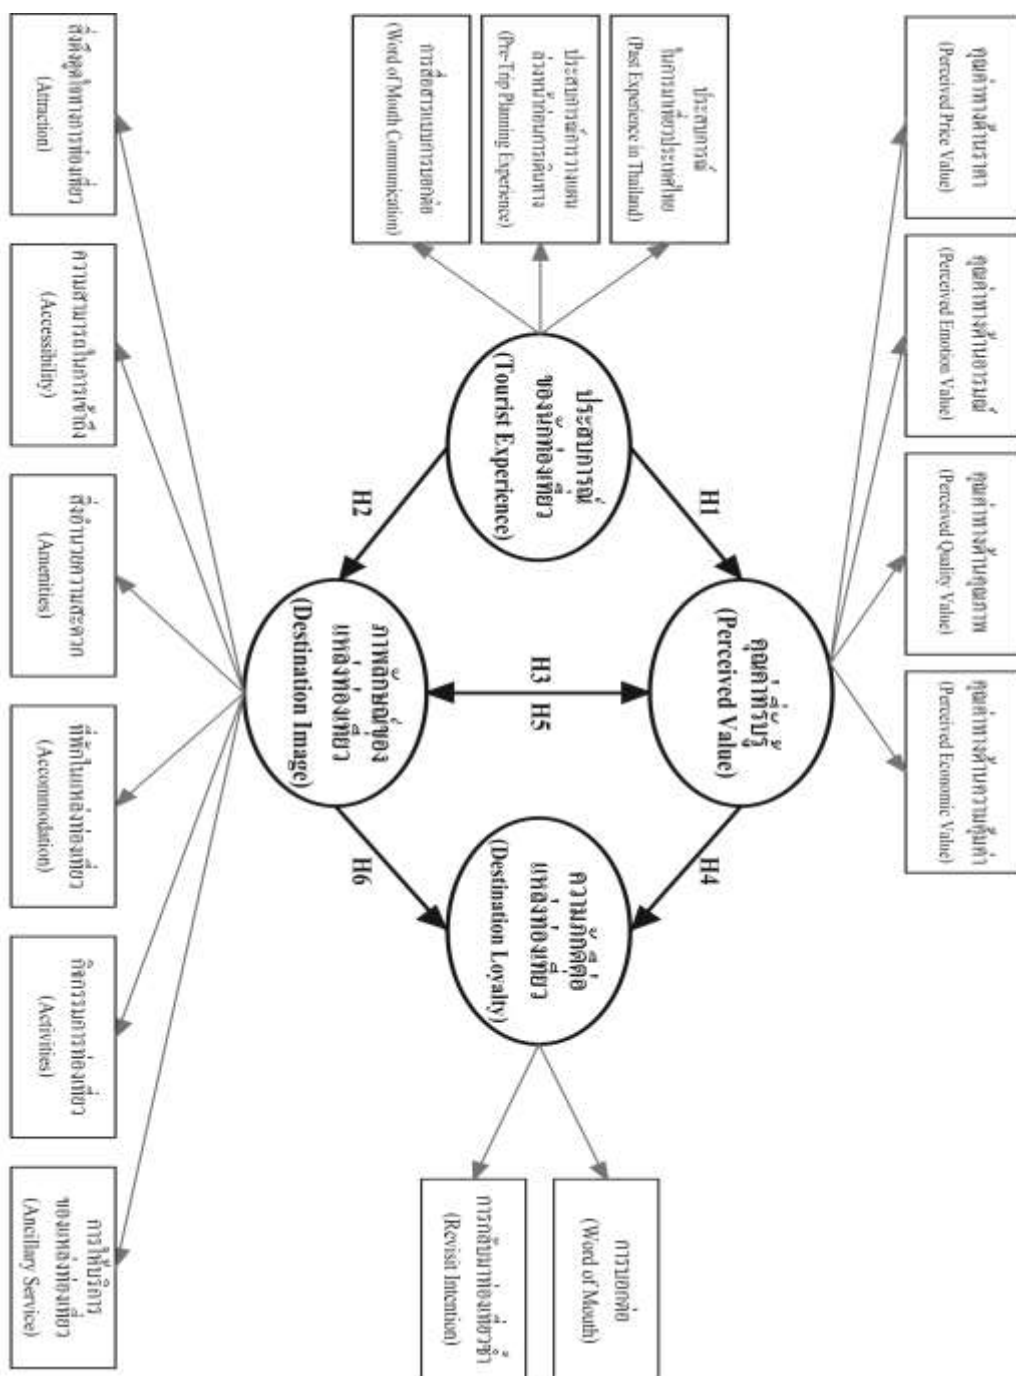 คุณค่าทางด้านราคา
(Perceived Price Value)
คุณค่าทางด้านอารมณ์
(Perceived Emotion Value)
คุณค่าทางด้านคุณภาพ
(Perceived Quality Value)
คุณค่าทางด้านความคุ้มค่า
(Perceived Economic Value)
ประสบการณ์
ในการมาเที่ยวประเทศไทย
(Past Experience in Thailand)
ประสบการณ์การวางแผน
ล่วงหน้าก่อนการเดินทาง
(Pre-Trip Planning Experience)
การสื่อสารแบบการบอกต่อ
(Word of Mouth Communication)
ประสบการณ์
ของนักท่องเที่ยว
(Tourist Experience)
H1
H2
คุณค่าที่รับรู้
(Perceived Value)
H3
H5
ภาพลักษณ์ของ
แหล่งท่องเที่ยว
(Destination Image)
H4
H6
ความภักดีต่อ
แหล่งท่องเที่ยว
(Destination Loyalty)
การบอกต่อ
(Word of Mouth)
การกลับมาท่องเที่ยวซ้ำ
(Revisit Intention)
สิ่งดึงดูดใจทางการท่องเที่ยว
(Attraction)
ความสามารถในการเข้าถึง
(Accessibility)
สิ่งอำนวยความสะดวก
(Amenities)
ที่พักในแหล่งท่องเที่ยว
(Accommodation)
กิจกรรมการท่องเที่ยว
(Activities)
การให้บริการ
ของแหล่งท่องเที่ยว
(Ancillary Service)